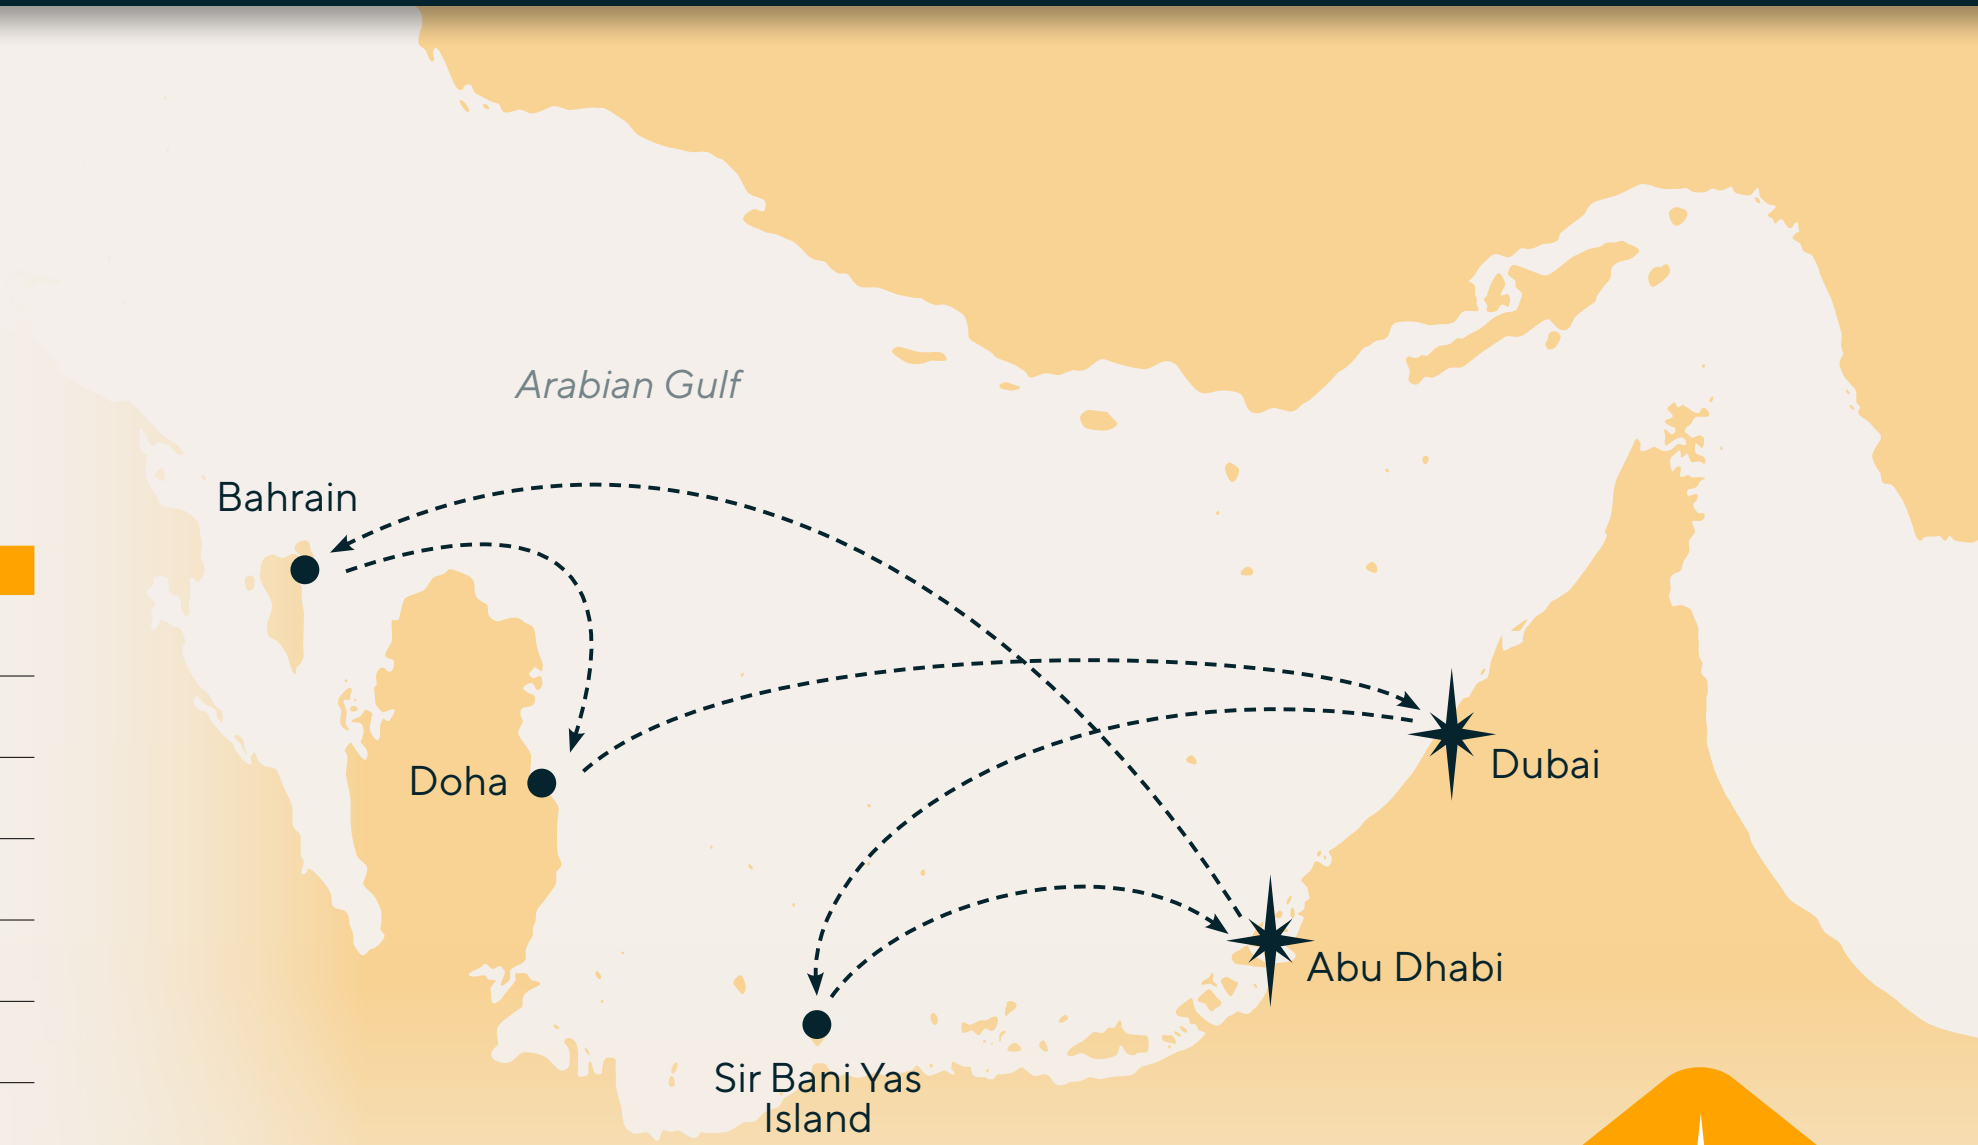 Arabian Gulf
Bahrain
Dubai
Doha
Abu Dhabi
Sir Bani Yas
Island